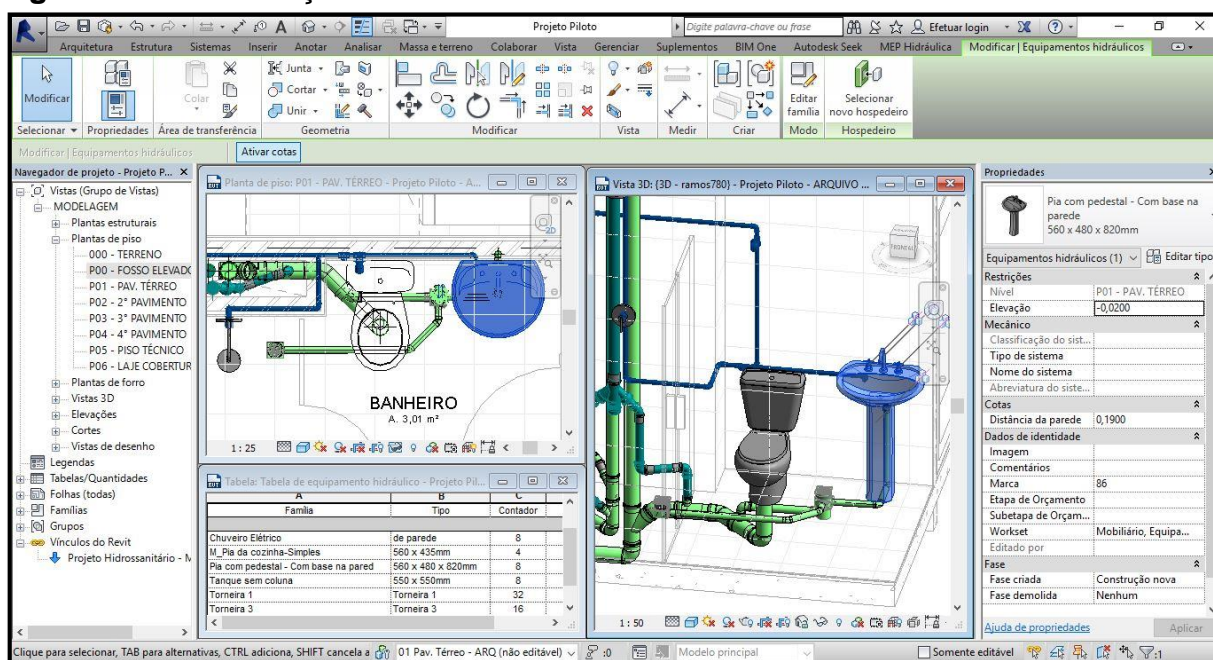 Projeto Piloto
Digite palavra-chave ou frase
Efetuar login
Arquitetura Estrutura Sistemas Inserir Anotar Analisar Massa e terreno Colaborar Vista Gerenciar Suplementos BIM One Autodesk Seek MEP Hidráulica Modificar | Equipamentos hidráulicos
Modificar
Colar
Junta
Cortar
Unir
Editar família
Selecionar novo hospedeiro
Selecionar Propriedades Área de transferência Geometria Modificar Vista Medir Criar Modo Hospedeiro
Modificar | Equipamentos hidráulicos Ativar cotas
Navegador de projeto - Projeto P...
Vistas (Grupo de Vistas)
MODELAGEM
Plantas estruturais
Plantas de piso
000 - TERRENO
P00 - FOSSO ELEVADO
P01 - PAV. TÉRREO
P02 - 2° PAVIMENTO
P03 - 3° PAVIMENTO
P04 - 4° PAVIMENTO
P05 - PISO TÉCNICO
P06 - LAJE COBERTUR
Plantas de forro
Vistas 3D
Elevações
Cortes
Vistas de desenho
Legendas
Tabelas/Quantidades
Folhas (todas)
Famílias
Grupos
Vínculos do Revit
Projeto Hidrossanitário - M
Planta de piso: P01 - PAV. TÉRREO - Projeto Piloto - A...
2D
BANHEIRO
A. 3,01 m²
1 : 25
Tabela: Tabela de equipamento hidráulico - Projeto Pil...
A B C
Família Tipo Contador
Chuveiro Elétrico de parede 8
M_Pia da cozinha-Simples 560 x 435mm 4
Pia com pedestal - Com base na pared 560 x 480 x 820mm 8
Tanque sem coluna 550 x 550mm 8
Torneira 1 Torneira 1 32
Torneira 3 Torneira 3 16
Vista 3D: {3D - ramos780} - Projeto Piloto - ARQUIVO ...
FRONTAL
1 : 50
Propriedades
Pia com pedestal - Com base na parede
560 x 480 x 820mm
Equipamentos hidráulicos (1) Editar tipo
Restrições
Nível P01 - PAV. TÉRREO
Elevação -0,0200
Mecânico
Classificação do sist...
Tipo de sistema
Nome do sistema
Abreviatura do siste...
Cotas
Distância da parede 0,1900
Dados de identidade
Imagem
Comentários
Marca 86
Etapa de Orçamento
Subetapa de Orçam...
Workset Mobiliário, Equipa...
Editado por
Fase
Fase criada Construção nova
Fase demolida Nenhum
Ajuda de propriedades Aplicar
Clique para selecionar, TAB para alternativas, CTRL adiciona, SHIFT cancela a 01 Pav. Térreo - ARQ (não editável) :0 Modelo principal Somente editável :1